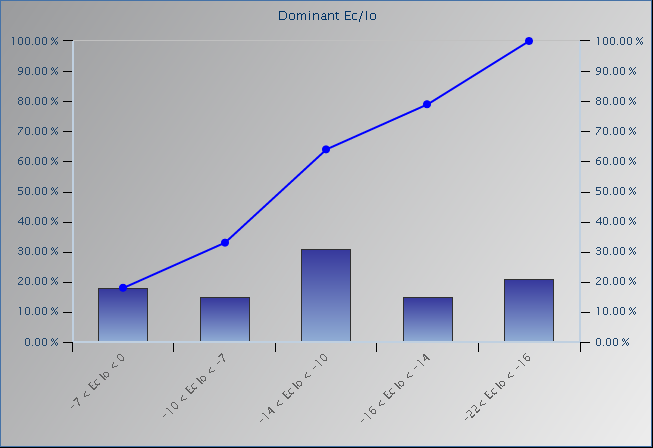 Dominant Ec/Io
100.00 % 100.00 %
90.00 % 90.00 %
80.00 % 80.00 %
70.00 % 70.00 %
60.00 % 60.00 %
50.00 % 50.00 %
40.00 % 40.00 %
30.00 % 30.00 %
20.00 % 20.00 %
10.00 % 10.00 %
0.00 % 0.00 %
-7 < Ec Io < 0
-10 < Ec Io < -7
-14 < Ec Io < -10
-16 < Ec Io < -14
-22< Ec Io < -16